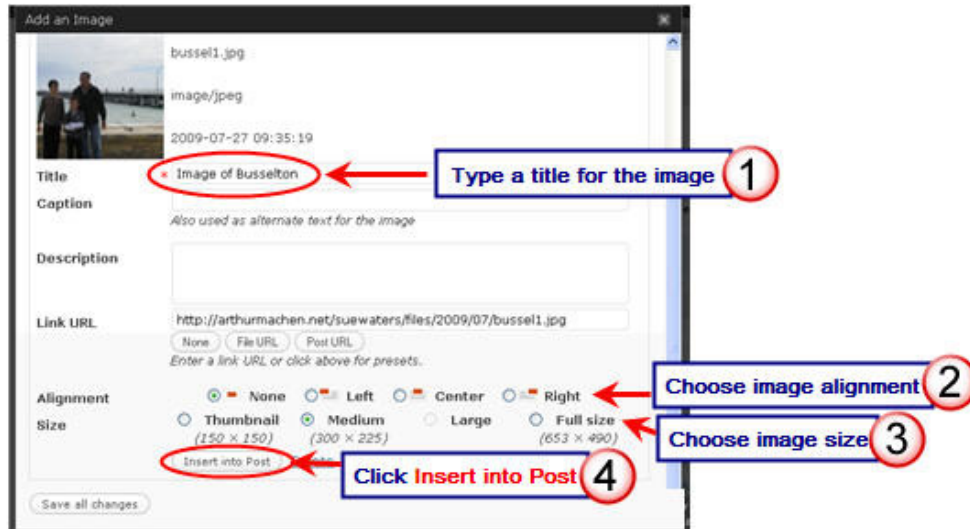 Add an Image
bussel1.jpg
image/jpeg
2009-07-27 09:35:19
Title * Image of Busselton
Type a title for the image 1
Caption
Also used as alternate text for the image
Description
Link URL http://arthurmachen.net/suewaters/files/2009/07/bussel1.jpg
None File URL Post URL
Enter a link URL or click above for presets.
Alignment None Left Center Right
Choose image alignment 2
Size Thumbnail Medium Large Full size
(150 × 150) (300 × 225) (653 × 490)
Choose image size 3
Insert into Post
Click Insert into Post 4
Save all changes